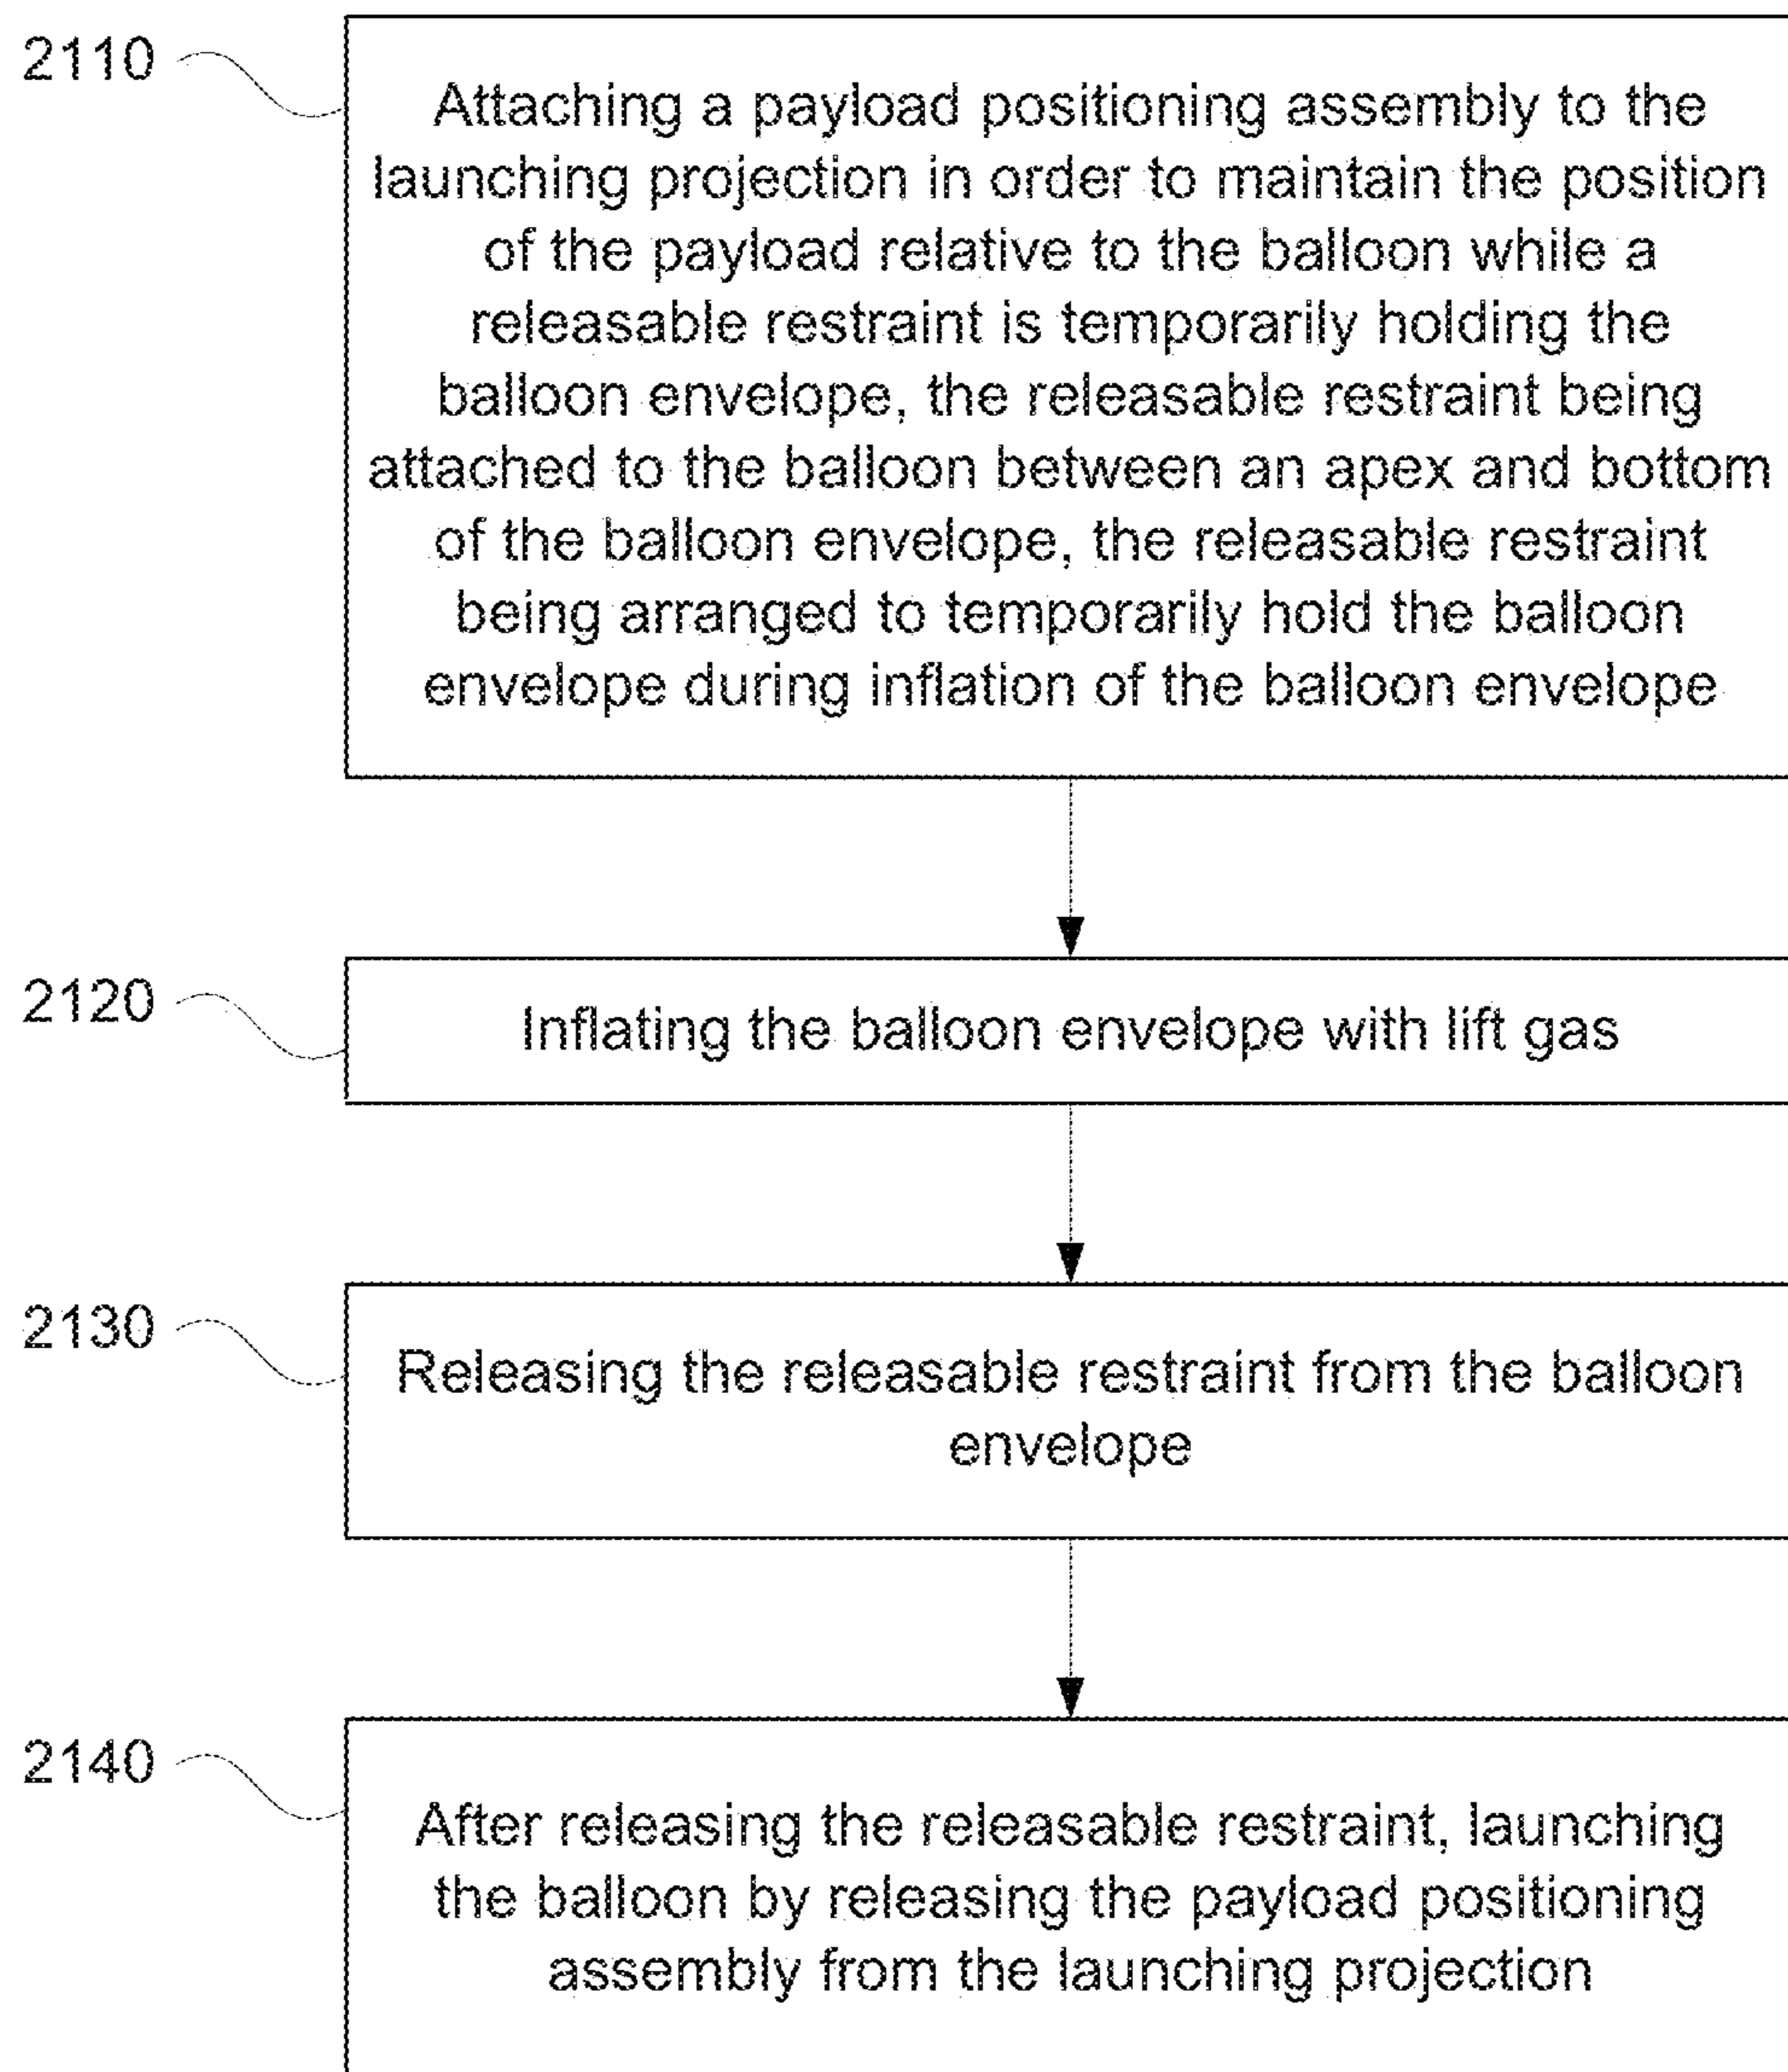 2110
Attaching a payload positioning assembly to the
launching projection in order to maintain the position
of the payload relative to the balloon while a
releasable restraint is temporarily holding the
balloon envelope, the releasable restraint being
attached to the balloon between an apex and bottom
of the balloon envelope, the releasable restraint
being arranged to temporarily hold the balloon
envelope during inflation of the balloon envelope
2120
Inflating the balloon envelope with lift gas
2130
Releasing the releasable restraint from the balloon
envelope
2140
After releasing the releasable restraint, launching
the balloon by releasing the payload positioning
assembly from the launching projection